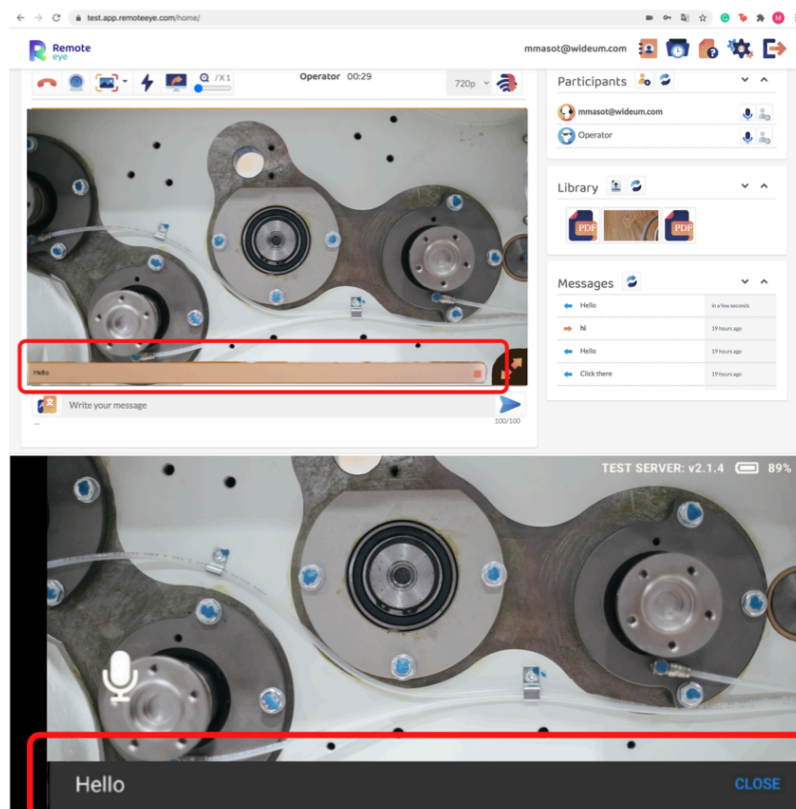 test.app.remoteeye.com/home/
Remote
eye
mmasot@wideum.com
/X1
Operator 00:29
720p
Participants
mmasot@wideum.com
Operator
Library
PDF
PDF
Messages
Hello
in a few seconds
hi
19 hours ago
Hello
19 hours ago
Click there
19 hours ago
Hello
Write your message
100/100
TEST SERVER: v2.1.4 89%
Hello
CLOSE